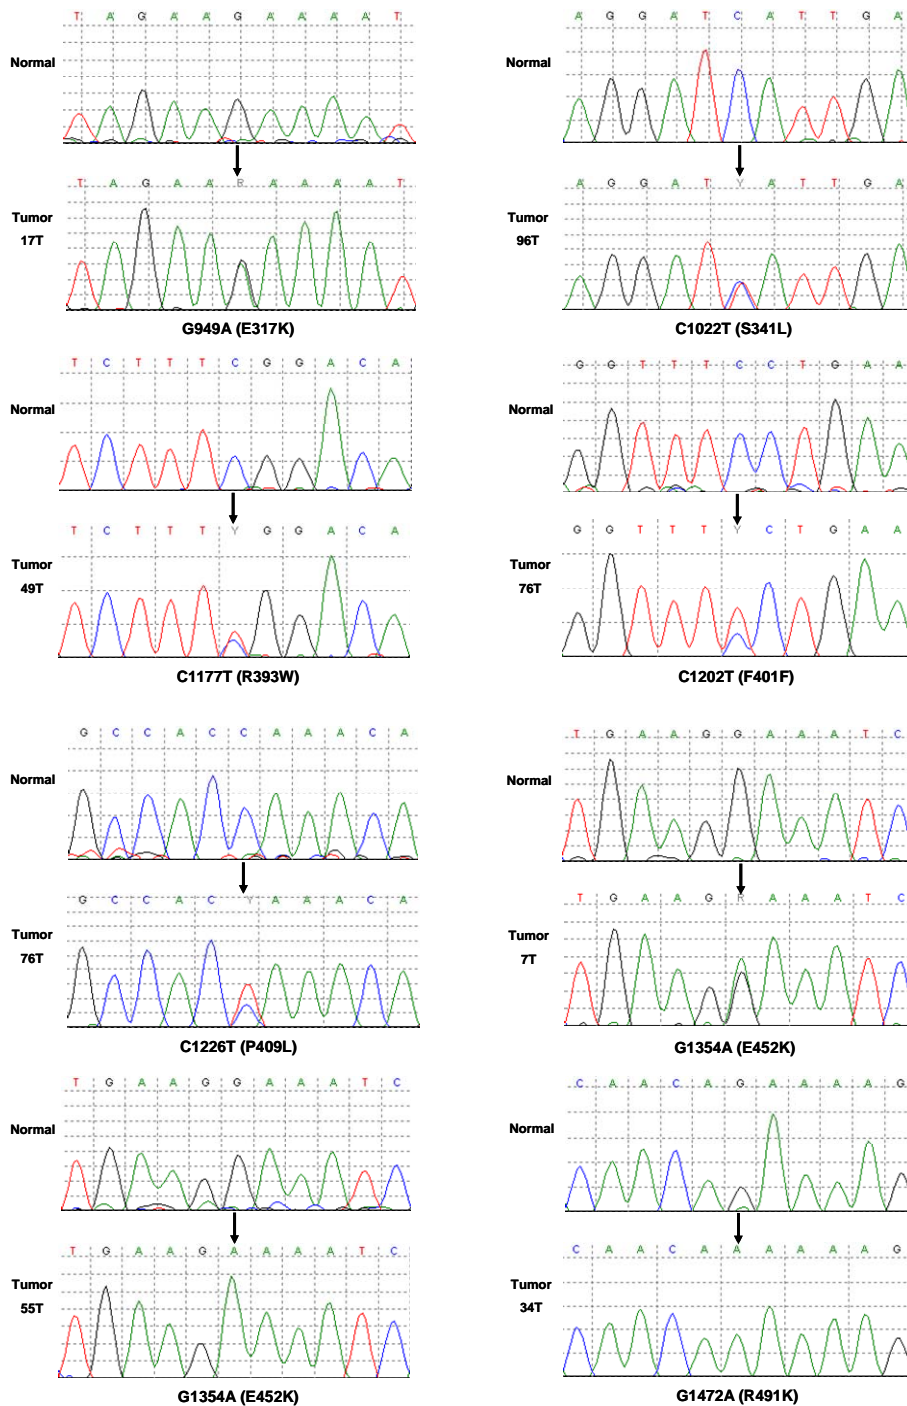 T A G A A G A A A A T
Normal
T A G A A R A A A A T
Tumor
17T
G949A (E317K)
A G G A T C A T T G A
Normal
A G G A T Y A T T G A
Tumor
96T
C1022T (S341L)
T C T T T C G G A C A
Normal
T C T T T Y G G A C A
Tumor
49T
C1177T (R393W)
G G T T T C C T G A A
Normal
G G T T T Y C T G A A
Tumor
76T
C1202T (F401F)
G C C A C C A A A C A
Normal
G C C A C Y A A A C A
Tumor
76T
C1226T (P409L)
T G A A G G A A A T C
Normal
T G A A G R A A A T C
Tumor
7T
G1354A (E452K)
T G A A G G A A A T C
Normal
T G A A G A A A A T C
Tumor
55T
G1354A (E452K)
C A A C A G A A A A G
Normal
C A A C A A A A A A G
Tumor
34T
G1472A (R491K)